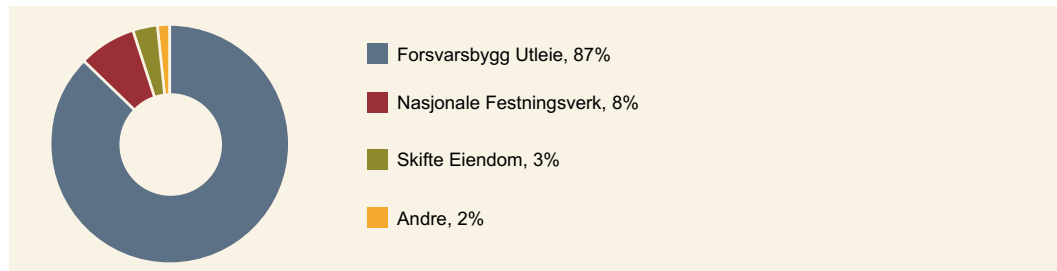 Forsvarsbygg Utleie, 87%
Nasjonale Festningsverk, 8%
Skifte Eiendom, 3%
Andre, 2%